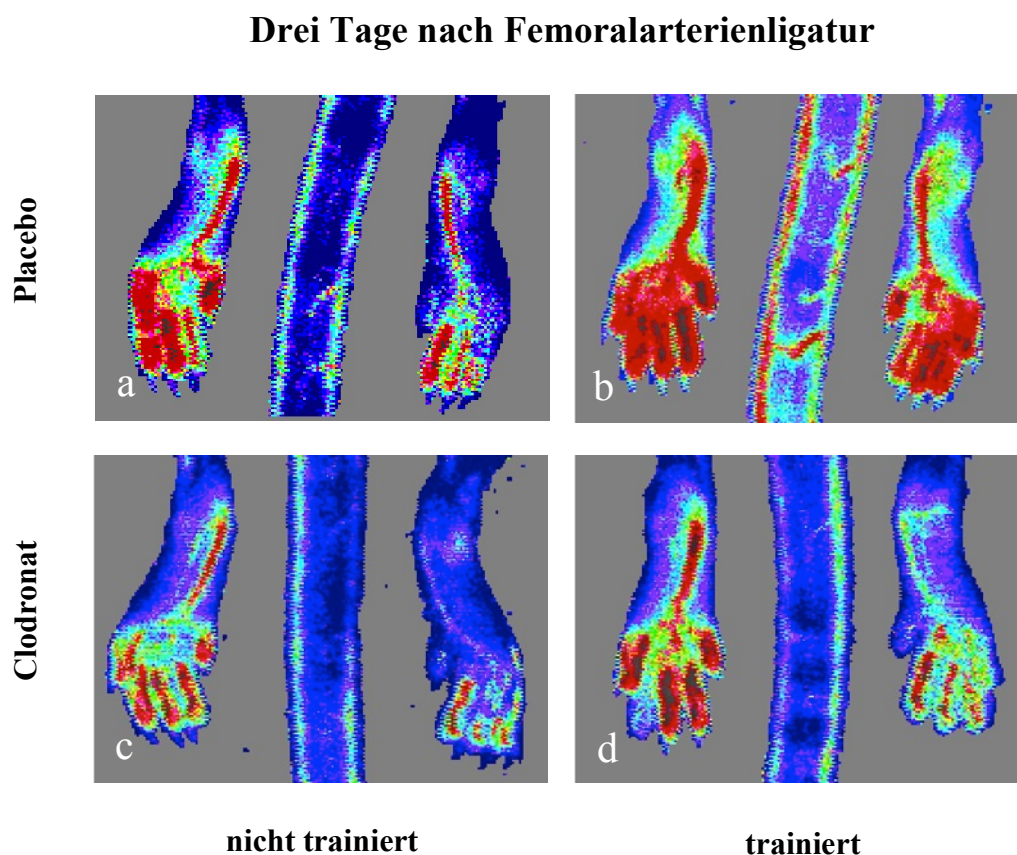 Drei Tage nach Femoralarterienligatur
Placebo
a
b
Clodronat
c
d
nicht trainiert
trainiert